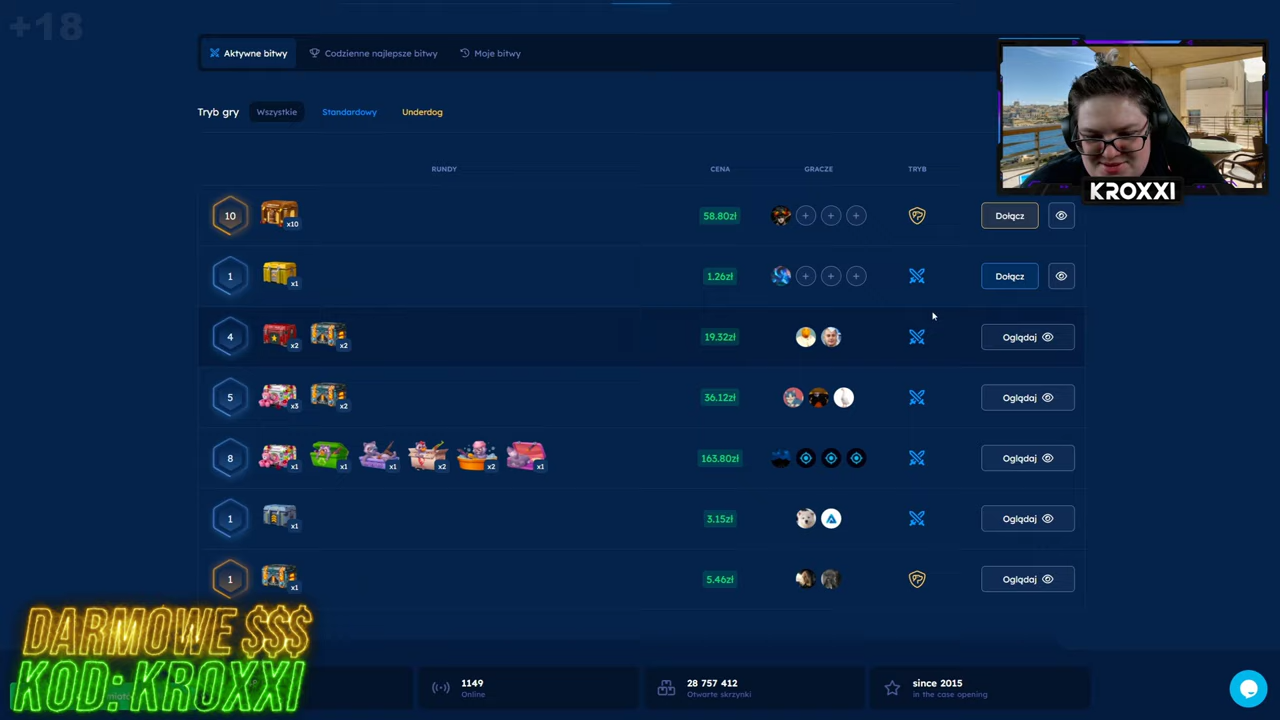 +18
Aktywne bitwy
Codzienne najlepsze bitwy
Moje bitwy
Tryb gry
Wszystkie
Standardowy
Underdog
RUNDY
CENA
GRACZE
TRYB
KROXXI
10
x10
58.80zł
Dołącz
1
x1
1.26zł
Dołącz
4
x2
x2
19.32zł
Oglądaj
5
x3
x2
36.12zł
Oglądaj
8
x1
x1
x1
x2
x2
x1
163.80zł
Oglądaj
1
x1
3.15zł
Oglądaj
1
x1
5.46zł
Oglądaj
DARMOWE $$$
KOD: KROXXI
1149
Online
28 757 412
Otwarte skrzynki
since 2015
in the case opening